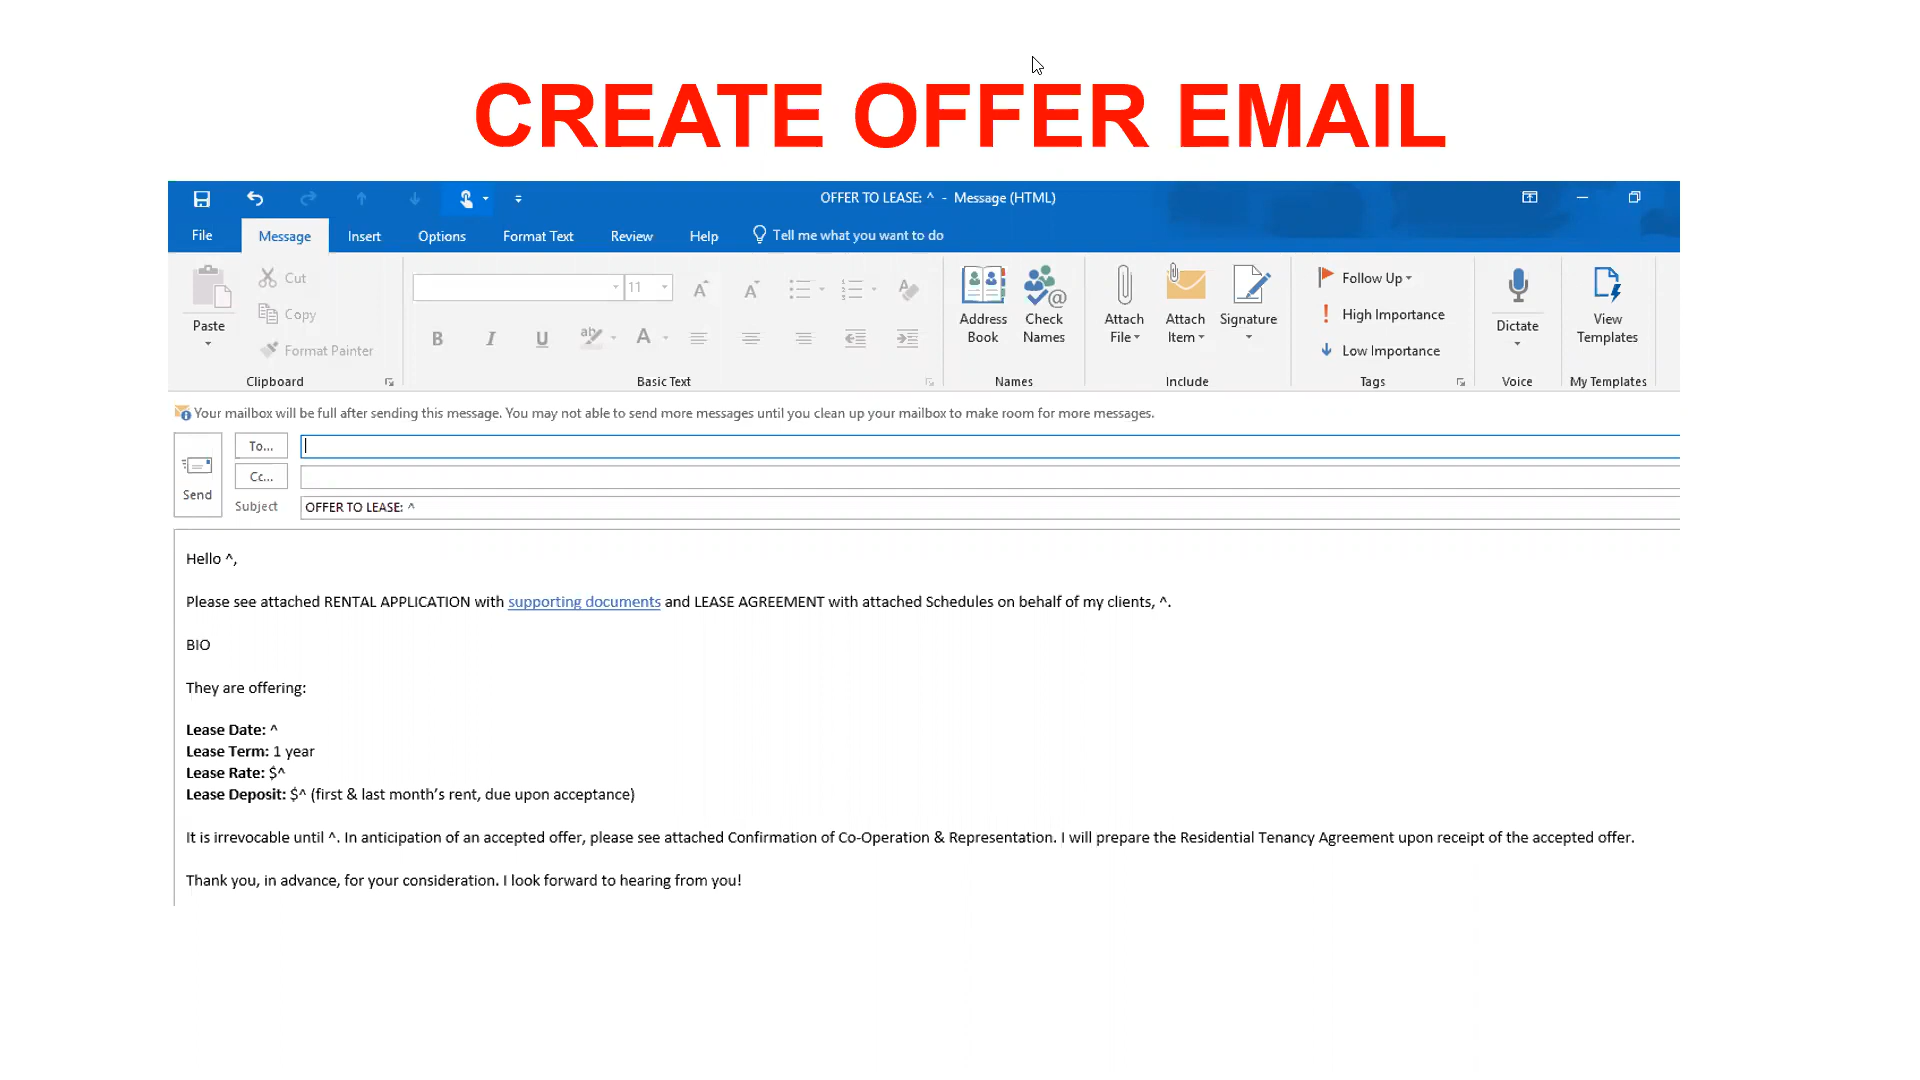 CREATE OFFER EMAIL
OFFER TO LEASE: ^ - Message (HTML)
File Message Insert Options Format Text Review Help Tell me what you want to do
Paste
Cut
Copy
Format Painter
Clipboard
11
B I U
Basic Text
Address Book
Check Names
Names
Attach File
Attach Item
Signature
Include
Follow Up
High Importance
Low Importance
Tags
Dictate
Voice
View Templates
My Templates
Your mailbox will be full after sending this message. You may not able to send more messages until you clean up your mailbox to make room for more messages.
Send
To...
Cc...
Subject OFFER TO LEASE: ^
Hello ^,
Please see attached RENTAL APPLICATION with supporting documents and LEASE AGREEMENT with attached Schedules on behalf of my clients, ^.
BIO
They are offering:
Lease Date: ^
Lease Term: 1 year
Lease Rate: $^
Lease Deposit: $^ (first & last month's rent, due upon acceptance)
It is irrevocable until ^. In anticipation of an accepted offer, please see attached Confirmation of Co-Operation & Representation. I will prepare the Residential Tenancy Agreement upon receipt of the accepted offer.
Thank you, in advance, for your consideration. I look forward to hearing from you!